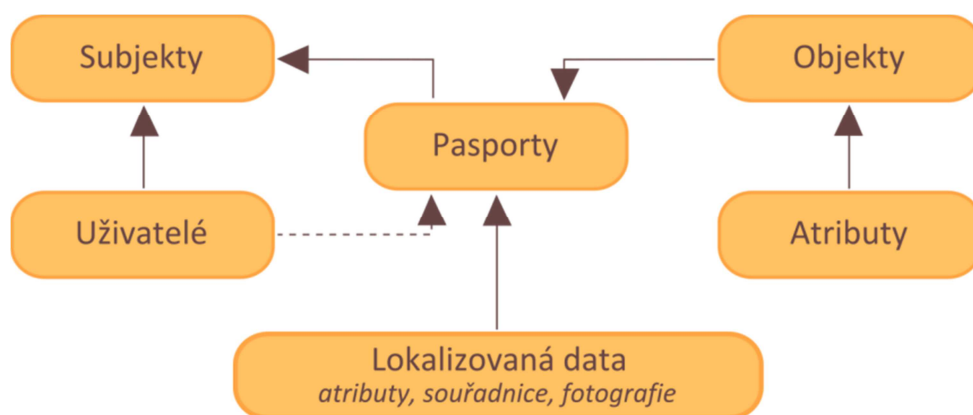 Subjekty
Objekty
Pasporty
Uživatelé
Atributy
Lokalizovaná data
atributy, souřadnice, fotografie